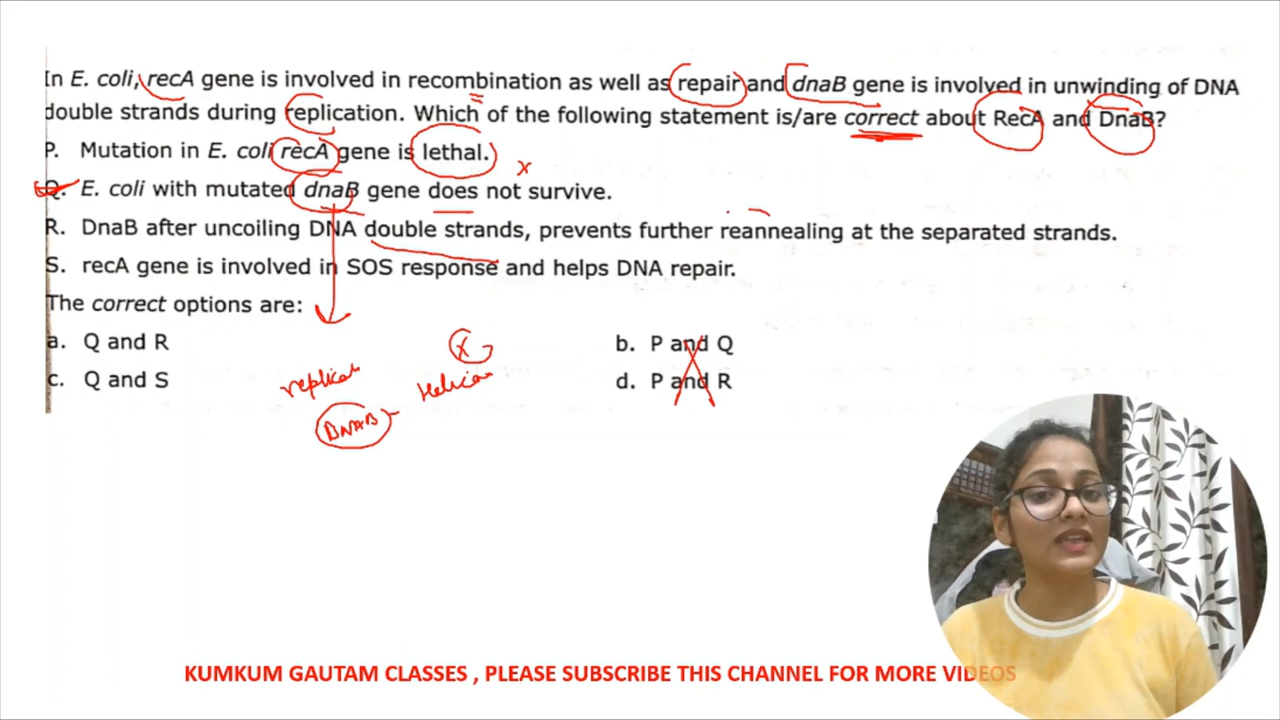 In E. coli, recA gene is involved in recombination as well as repair and dnaB gene is involved in unwinding of DNA
double strands during replication. Which of the following statement is/are correct about RecA and DnaB?
P. Mutation in E. coli recA gene is lethal.
x
Q. E. coli with mutated dnaB gene does not survive.
R. DnaB after uncoiling DNA double strands, prevents further reannealing at the separated strands.
S. recA gene is involved in SOS response and helps DNA repair.
The correct options are:
a. Q and R
b. P and Q
c. Q and S
d. P and R
x
DNAB
KUMKUM GAUTAM CLASSES , PLEASE SUBSCRIBE THIS CHANNEL FOR MORE VIDEOS